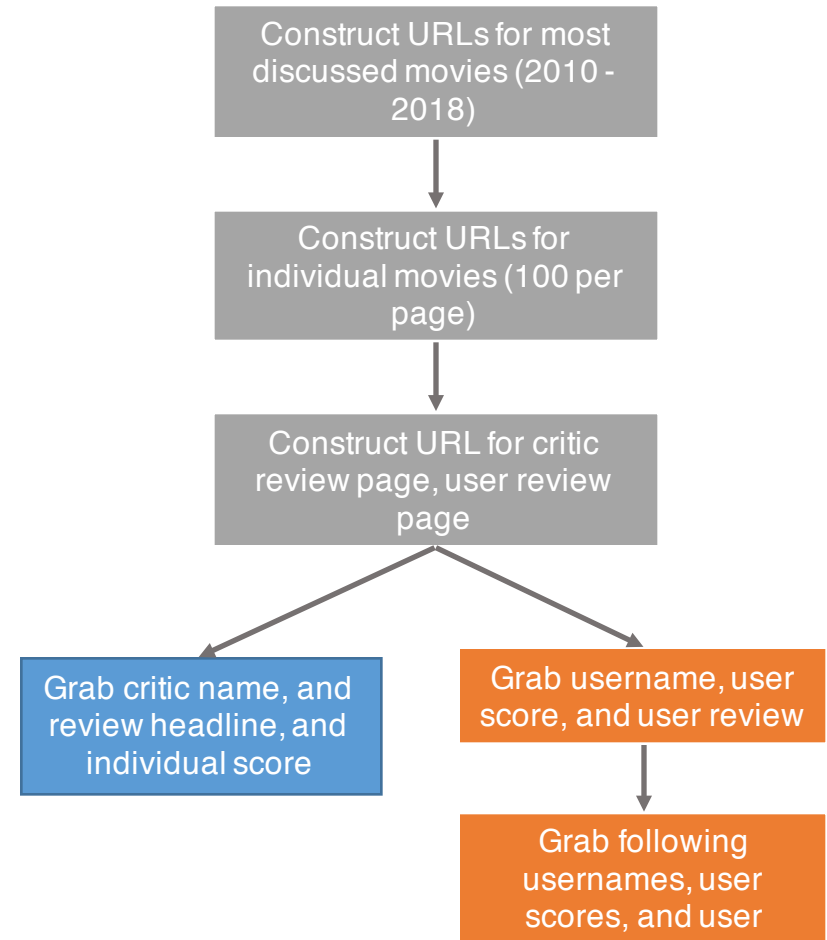 Construct URLs for most
discussed movies (2010 -
2018)
Construct URLs for
individual movies (100 per
page)
Construct URL for critic
review page, user review
page
Grab critic name, and
review headline, and
individual score
Grab username, user
score, and user review
Grab following
usernames, user
scores, and user